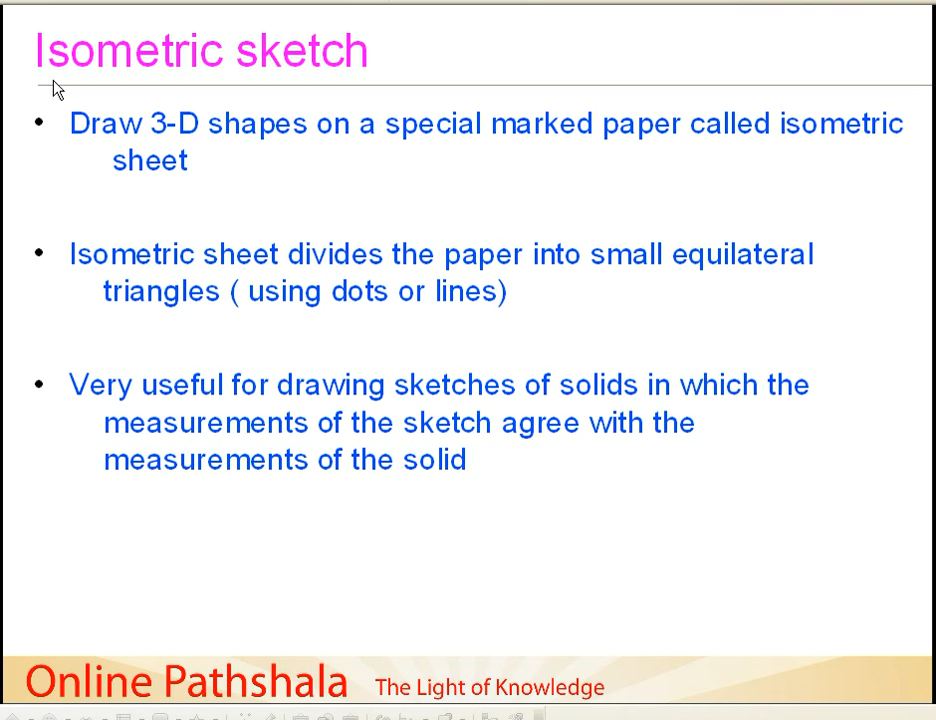 Isometric sketch
• Draw 3-D shapes on a special marked paper called isometric
sheet
• Isometric sheet divides the paper into small equilateral
triangles ( using dots or lines)
• Very useful for drawing sketches of solids in which the
measurements of the sketch agree with the
measurements of the solid
Online Pathshala The Light of Knowledge